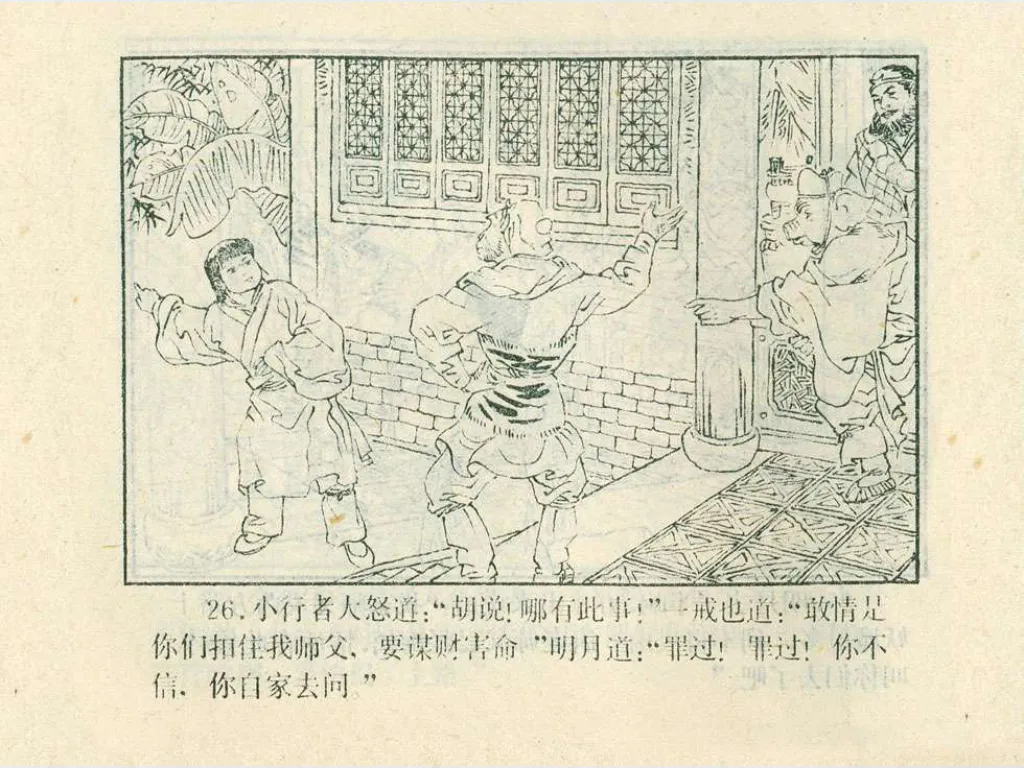 26.小行者大怒道：“胡说！哪有此事！”一戒也道：“敢情是
你们扣住我师父，要谋财害命”明月道：“罪过！罪过！你不
信，你自家去问。”